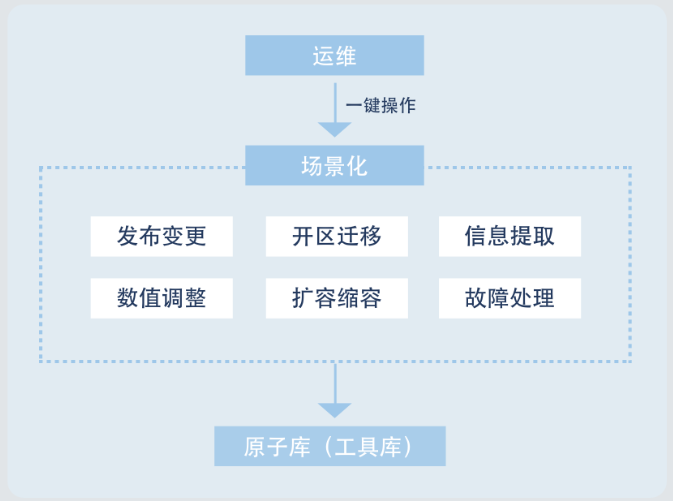 运维
一键操作
场景化
发布变更 开区迁移 信息提取
数值调整 扩容缩容 故障处理
原子库（工具库）